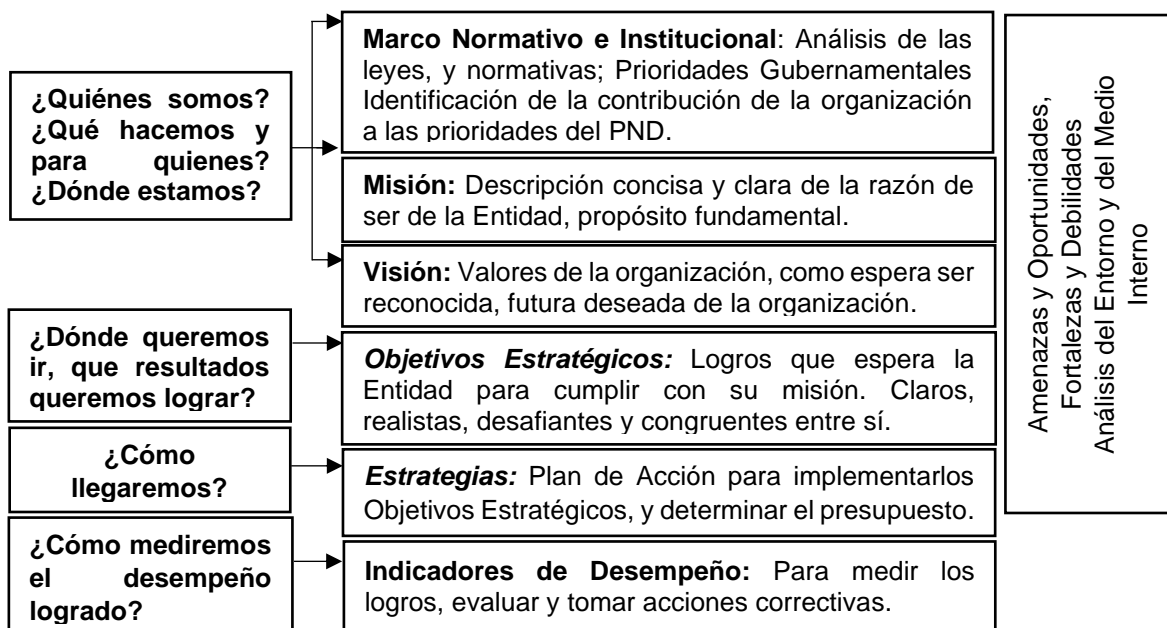 ¿Quiénes somos?
¿Qué hacemos y
para quienes?
¿Dónde estamos?
Marco Normativo e Institucional: Análisis de las
leyes, y normativas; Prioridades Gubernamentales
Identificación de la contribución de la organización
a las prioridades del PND.
Misión: Descripción concisa y clara de la razón de
ser de la Entidad, propósito fundamental.
Visión: Valores de la organización, como espera ser
reconocida, futura deseada de la organización.
¿Dónde queremos
ir, que resultados
queremos lograr?
Objetivos Estratégicos: Logros que espera la
Entidad para cumplir con su misión. Claros,
realistas, desafiantes y congruentes entre sí.
¿Cómo
llegaremos?
Estrategias: Plan de Acción para implementarlos
Objetivos Estratégicos, y determinar el presupuesto.
¿Cómo mediremos
el desempeño
logrado?
Indicadores de Desempeño: Para medir los
logros, evaluar y tomar acciones correctivas.
Amenazas y Oportunidades,
Fortalezas y Debilidades
Análisis del Entorno y del Medio
Interno